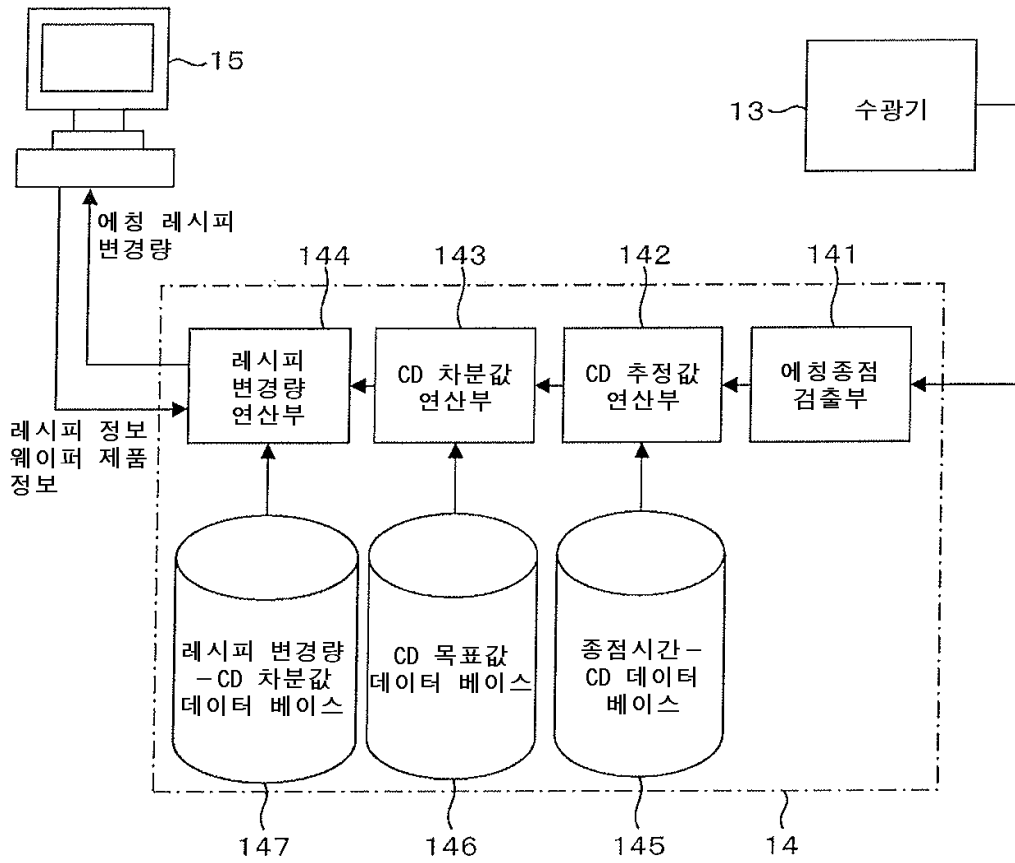 15
13
수광기
에칭 레시피
변경량
144
143
142
141
레시피
변경량
연산부
CD 차분값
연산부
CD 추정값
연산부
에칭종점
검출부
레시피 정보
웨이퍼 제품
정보
레시피 변경량
-CD 차분값
데이터 베이스
CD 목표값
데이터 베이스
종점시간-
CD 데이터
베이스
147
146
145
14